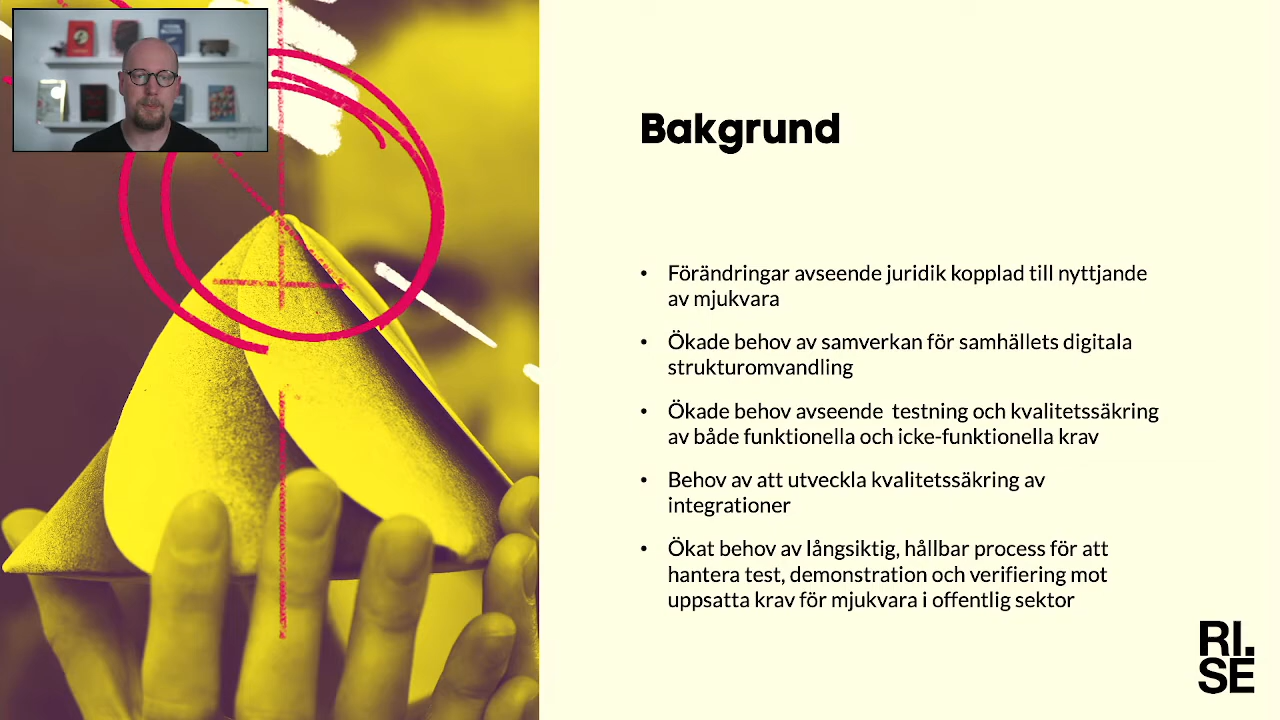 Bakgrund
• Förändringar avseende juridik kopplad till nyttjande
av mjukvara
• Ökade behov av samverkan för samhällets digitala
strukturomvandling
• Ökade behov avseende  testning och kvalitetssäkring
av både funktionella och icke-funktionella krav
• Behov av att utveckla kvalitetssäkring av
integrationer
• Ökat behov av långsiktig, hållbar process för att
hantera test, demonstration och verifiering mot
uppsatta krav för mjukvara i offentlig sektor
RI.
SE